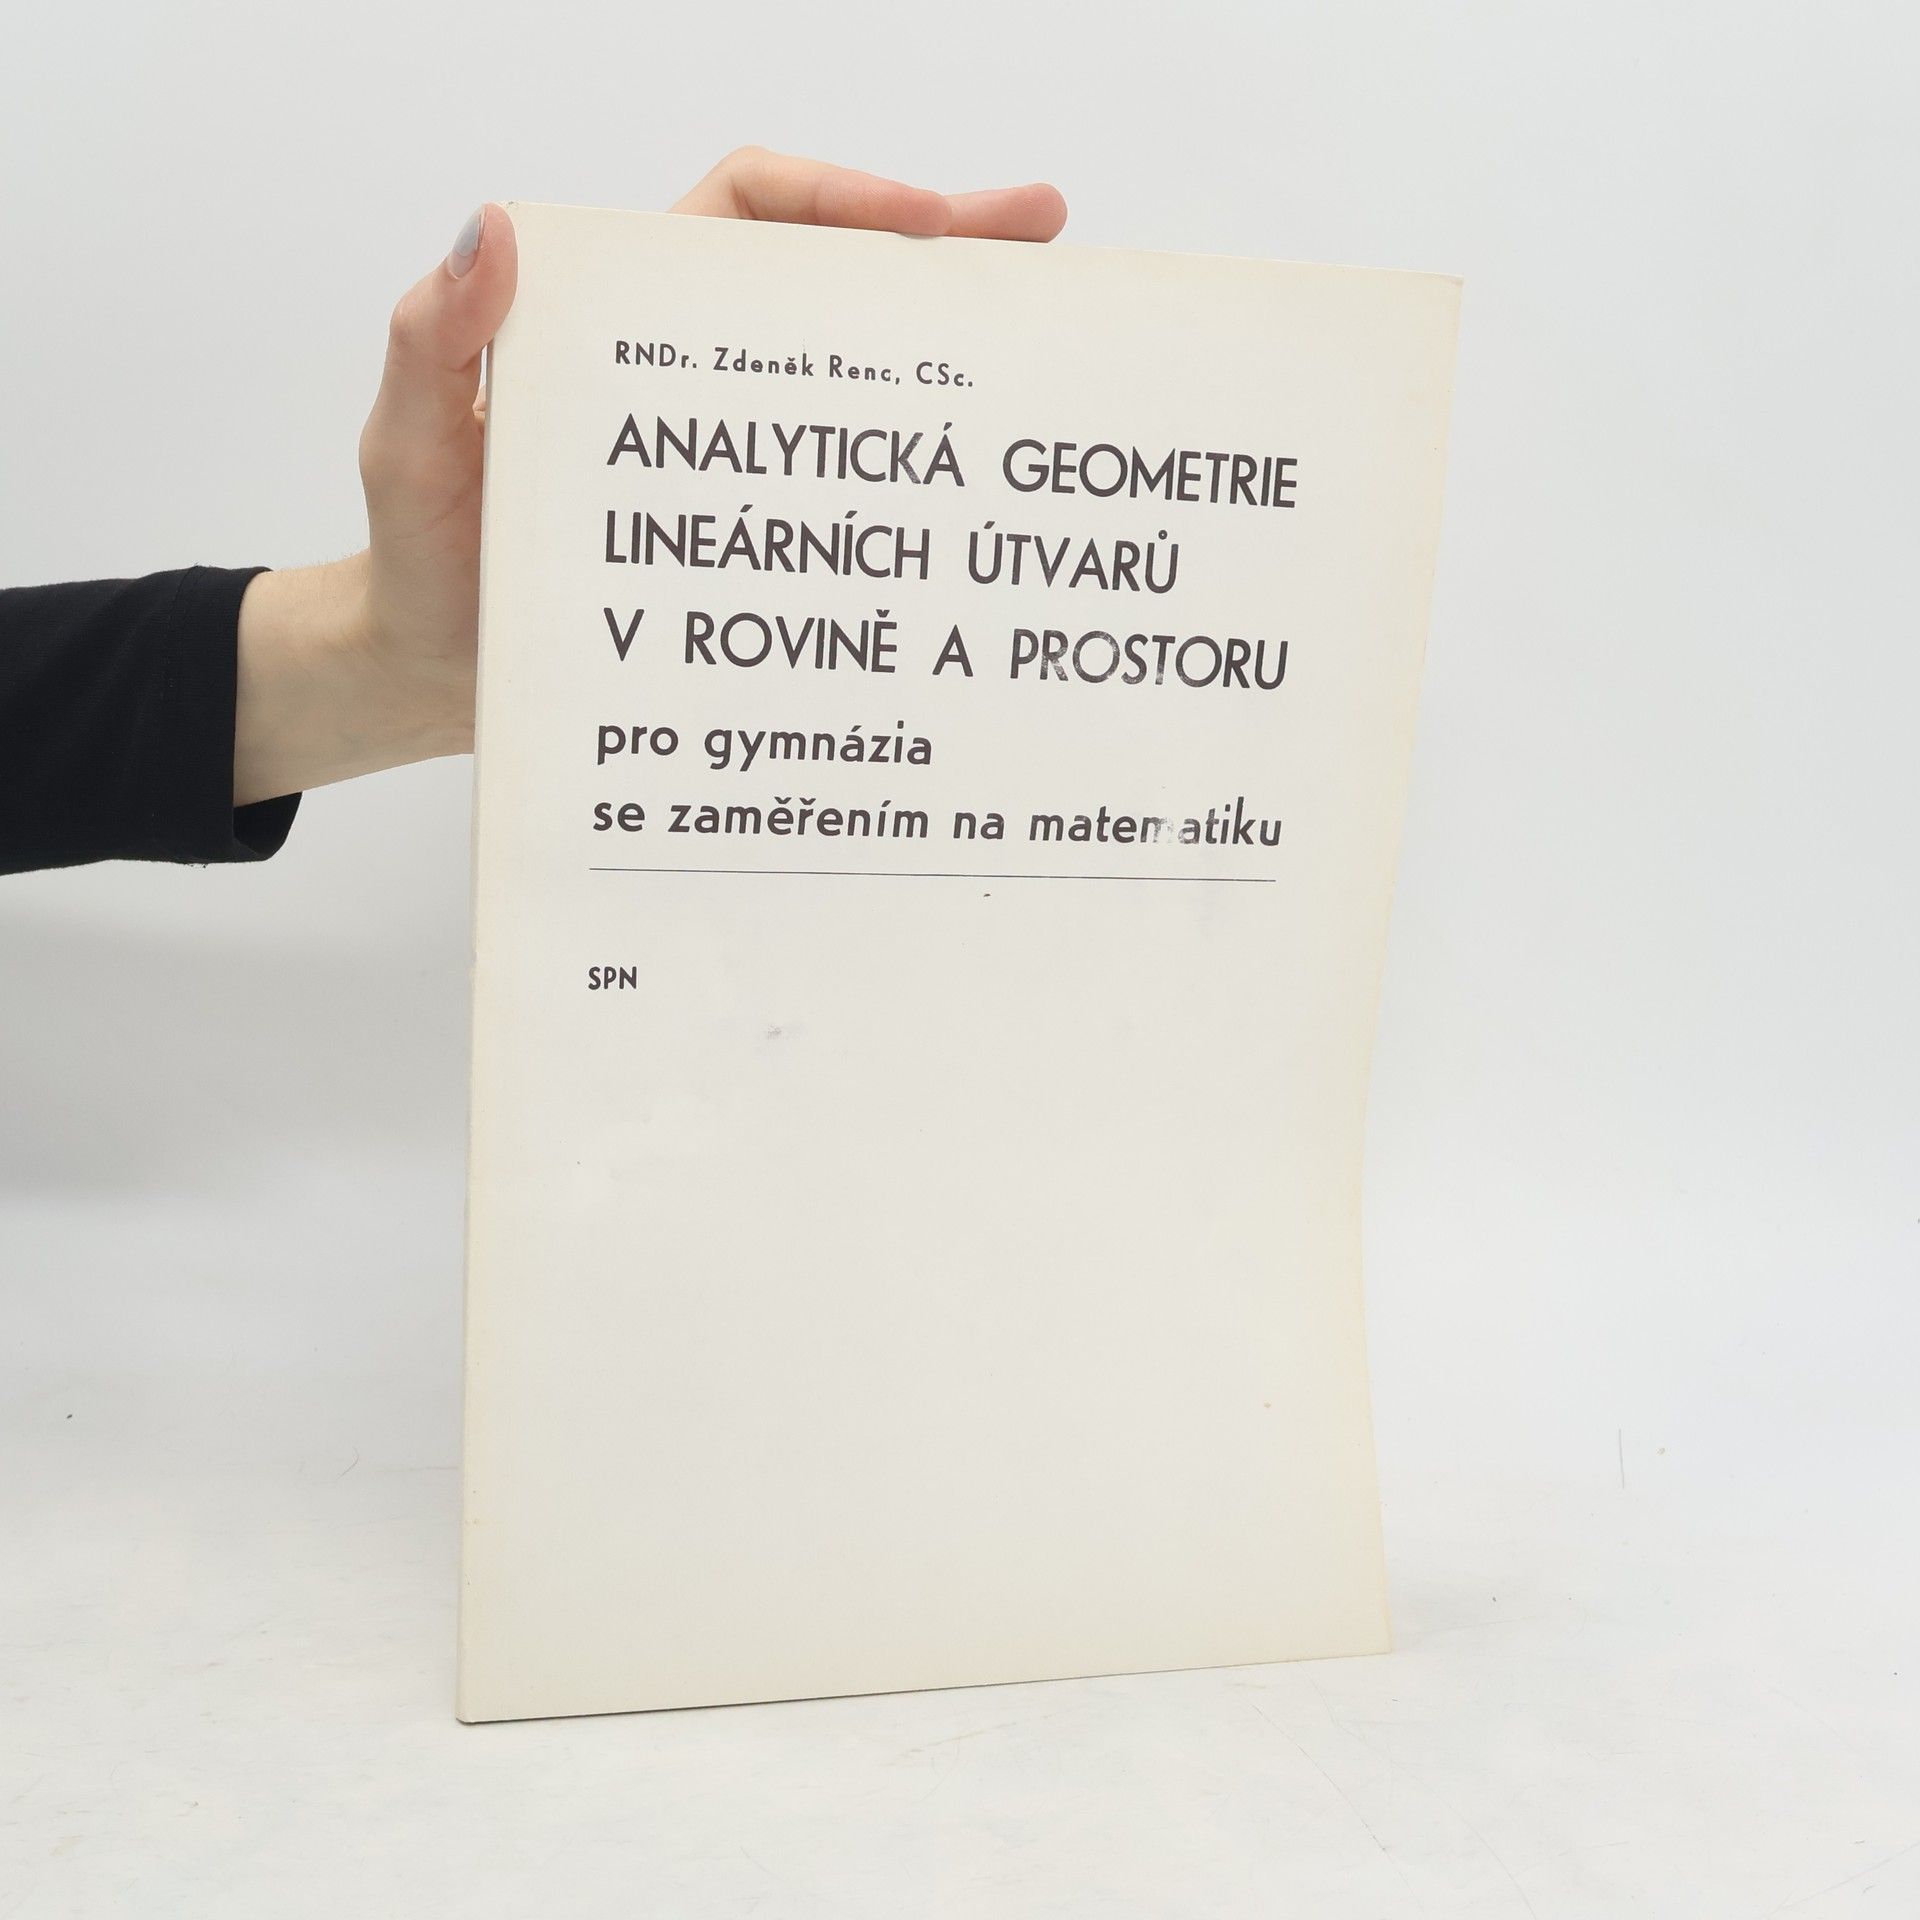 RNDr. Zdeněk Renc, CSc.
ANALYTICKÁ GEOMETRIE
LINEÁRNÍCH ÚTVARŮ
V ROVINĚ A PROSTORU
pro gymnázia
se zaměřením na matematiku
SPN